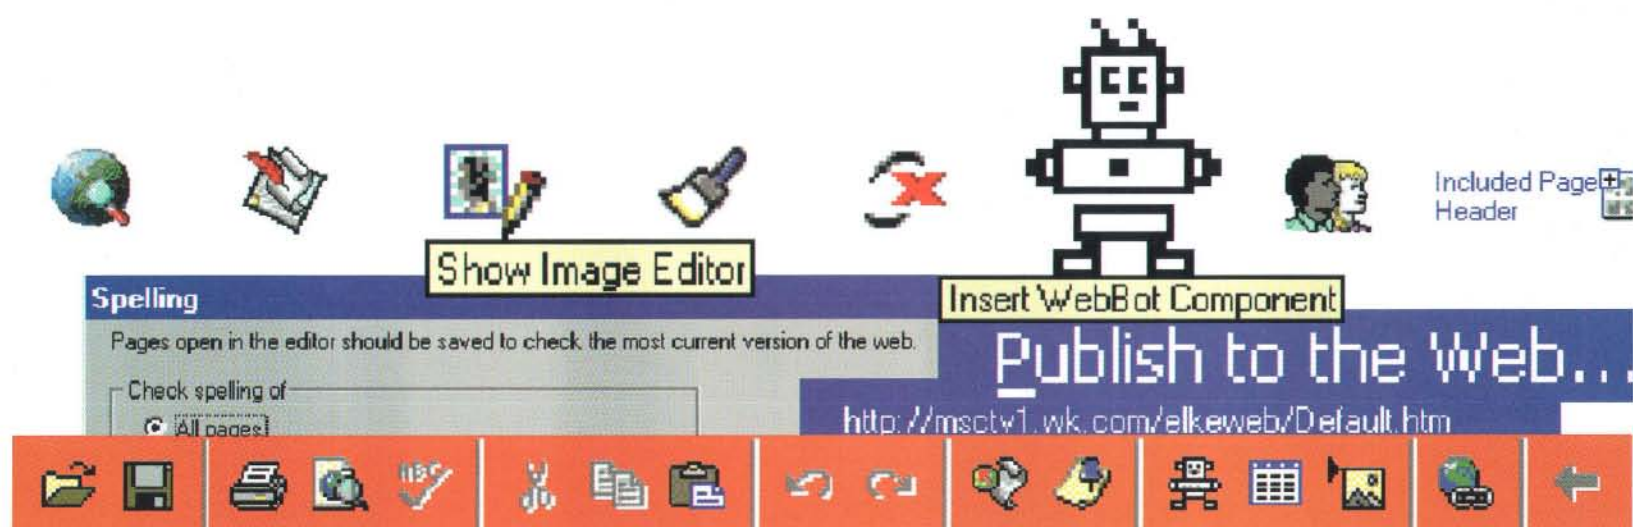 Included Page
Header
Show Image Editor
Insert WebBot Component
Spelling
Pages open in the editor should be saved to check the most current version of the web.
Publish to the Web...
Check spelling of
All pages
http://msctv1.wk.com/elkeweb/Default.htm
ABC